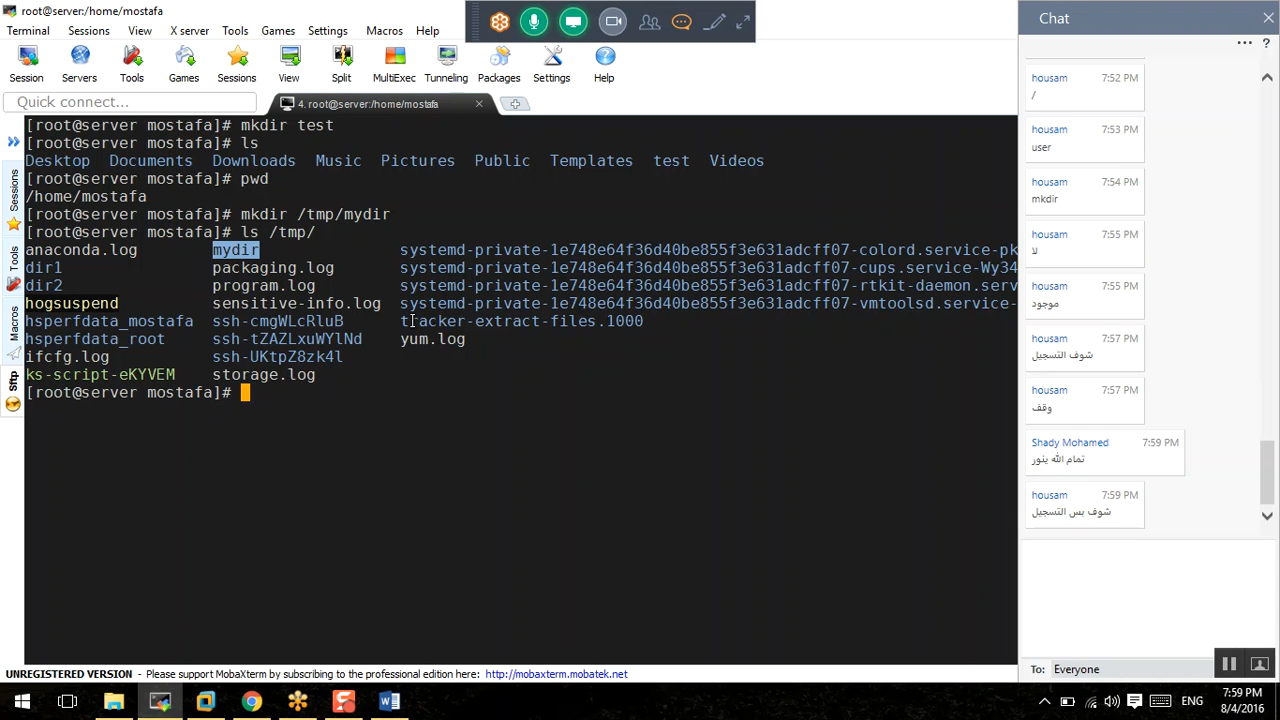 root@server:/home/mostafa
Terminal Sessions View X server Tools Games Settings Macros Help
Session Servers Tools Games Sessions View Split MultiExec Tunneling Packages Settings Help
Quick connect...
4. root@server:/home/mostafa
Sessions
Tools
Macros
Sftp
[root@server mostafa]# mkdir test
[root@server mostafa]# ls
Desktop Documents Downloads Music Pictures Public Templates test Videos
[root@server mostafa]# pwd
/home/mostafa
[root@server mostafa]# mkdir /tmp/mydir
[root@server mostafa]# ls /tmp/
anaconda.log mydir systemd-private-1e748e64f36d40be855f3e631adcff07-colord.service-pk
dir1 packaging.log systemd-private-1e748e64f36d40be855f3e631adcff07-cups.service-Wy34
dir2 program.log systemd-private-1e748e64f36d40be855f3e631adcff07-rtkit-daemon.serv
hogsuspend sensitive-info.log systemd-private-1e748e64f36d40be855f3e631adcff07-vmtoolsd.service-
hsperfdata_mostafa ssh-cmgWLcRluB tracker-extract-files.1000
hsperfdata_root ssh-tZAZLxuWYlNd yum.log
ifcfg.log ssh-UKtpZ8zk4l
ks-script-eKYVEM storage.log
[root@server mostafa]#
UNREGISTERED VERSION - Please support MobaXterm by subscribing to the professional edition here: http://mobaxterm.mobatek.net
Chat
?
housam 7:52 PM
/
housam 7:53 PM
user
housam 7:54 PM
mkdir
housam 7:55 PM
لا
housam 7:55 PM
موجود
housam 7:57 PM
شوف التسجيل
housam 7:57 PM
وقف
Shady Mohamed 7:59 PM
تمام الله ينور
housam 7:59 PM
شوف بس التسجيل
To: Everyone
ENG
7:59 PM
8/4/2016